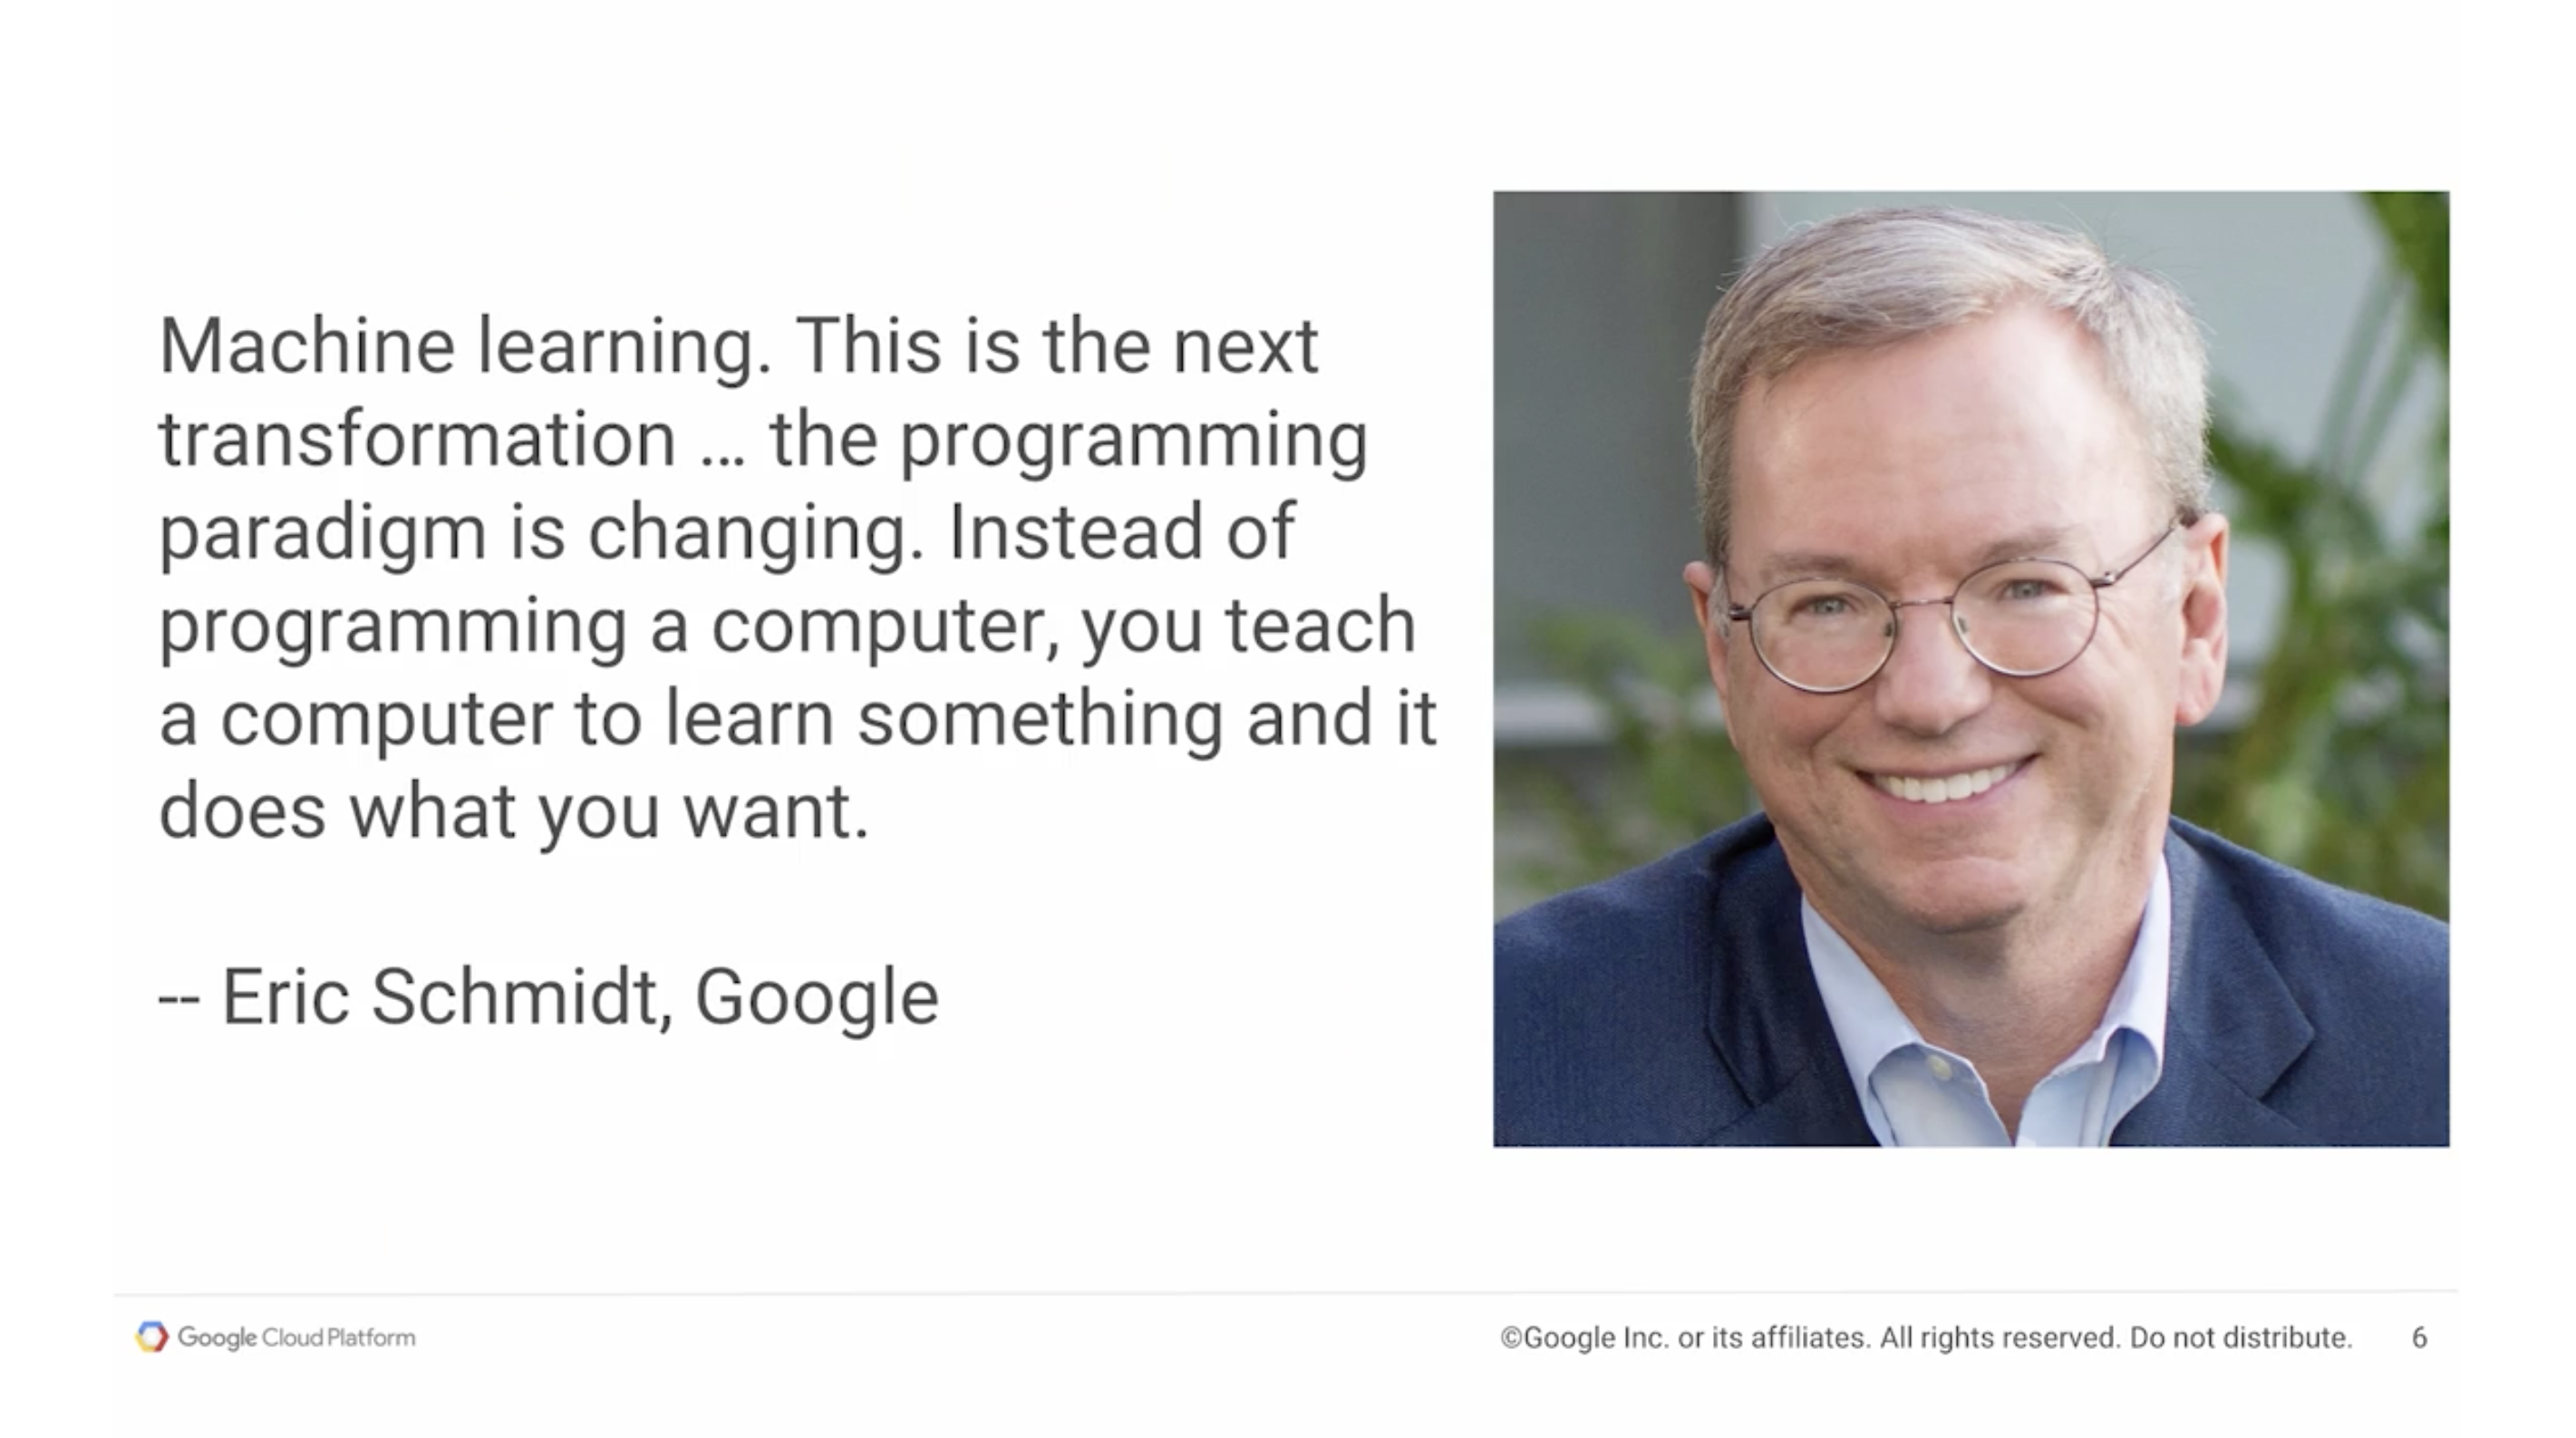 Machine learning. This is the next
transformation ... the programming
paradigm is changing. Instead of
programming a computer, you teach
a computer to learn something and it
does what you want.
-- Eric Schmidt, Google
Google Cloud Platform
©Google Inc. or its affiliates. All rights reserved. Do not distribute. 6